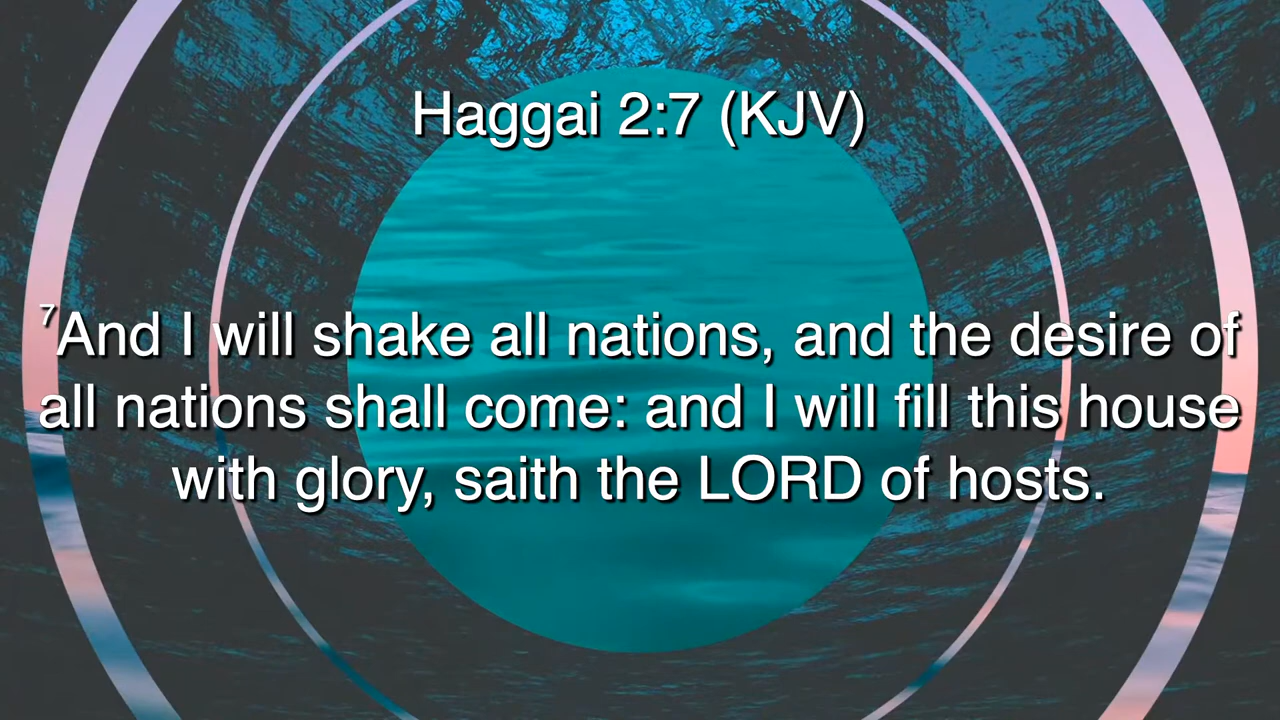 Haggai 2:7 (KJV)
⁷And I will shake all nations, and the desire of
all nations shall come: and I will fill this house
with glory, saith the LORD of hosts.